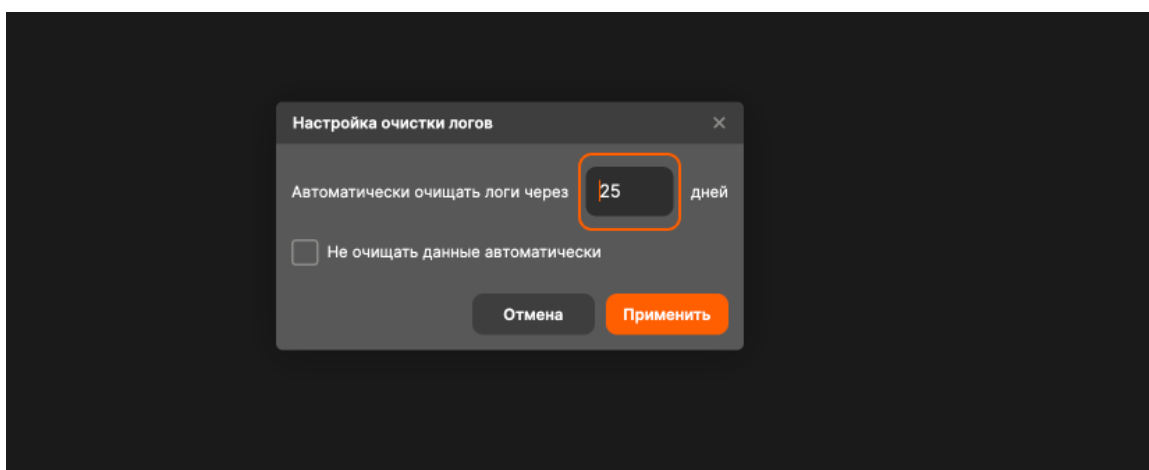 Настройка очистки логов
Автоматически очищать логи через 25 дней
Не очищать данные автоматически
Отмена Применить